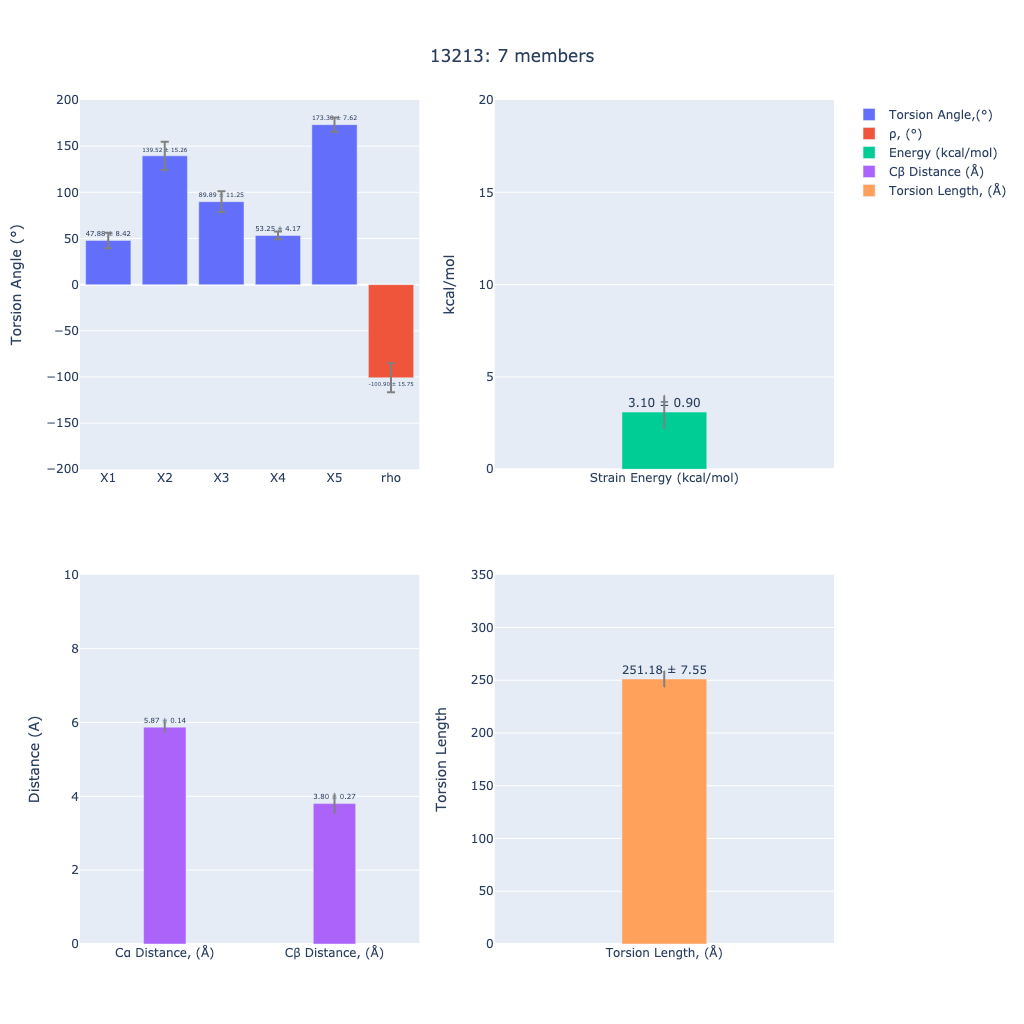 13213: 7 members
Torsion Angle (°)
200
150
100
50
0
−50
−100
−150
−200
47.88 ± 8.42
139.52 ± 15.26
89.89 ± 11.25
53.25 ± 4.17
± 7.62
-100.90 ± 15.75
X1 X2 X3 X4 X5 rho
kcal/mol
20
15
10
5
0
3.10 ± 0.90
Strain Energy (kcal/mol)
Torsion Angle,(°)
ρ, (°)
Energy (kcal/mol)
Cβ Distance (Å)
Torsion Length, (Å)
Distance (A)
10
8
6
4
2
0
5.87 ± 0.14
3.80 ± 0.27
Cα Distance, (Å) Cβ Distance, (Å)
Torsion Length
350
300
250
200
150
100
50
0
251.18 ± 7.55
Torsion Length, (Å)